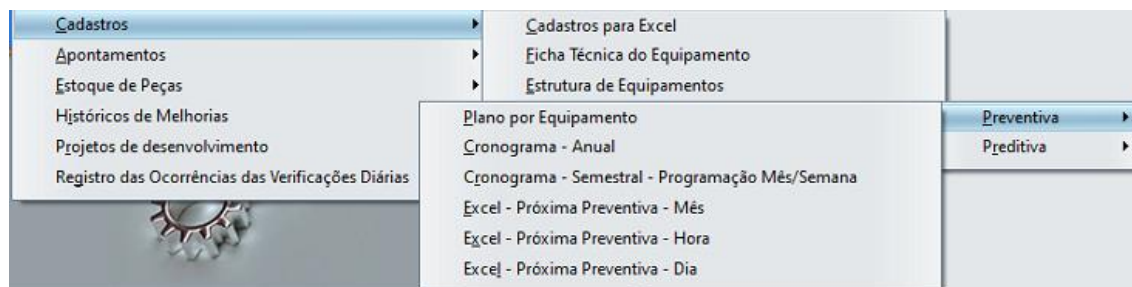 Cadastros
Apontamentos
Estoque de Peças
Históricos de Melhorias
Projetos de desenvolvimento
Registro das Ocorrências das Verificações Diárias
Cadastros para Excel
Ficha Técnica do Equipamento
Estrutura de Equipamentos
Plano por Equipamento
Cronograma - Anual
Cronograma - Semestral - Programação Mês/Semana
Excel - Próxima Preventiva - Mês
Excel - Próxima Preventiva - Hora
Excel - Próxima Preventiva - Dia
Preventiva
Preditiva